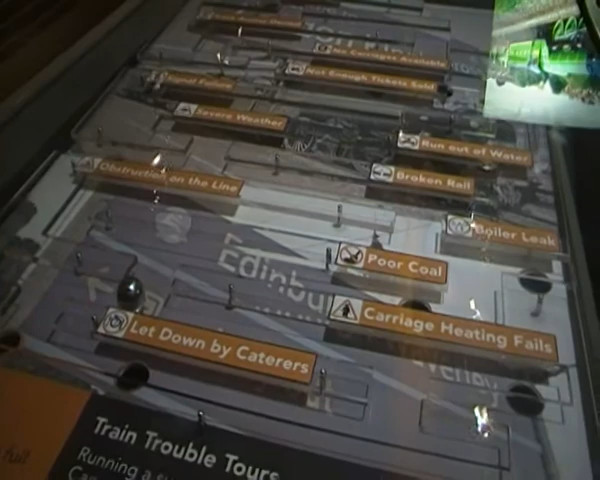 Not Enough Tickets Sold
Signal Failure
Severe Weather
Run out of Water
Obstruction on the Line
Broken Rail
Boiler Leak
Poor Coal
Edinbu
Carriage Heating Fails
Let Down by Caterers
Train Trouble Tours
Running a